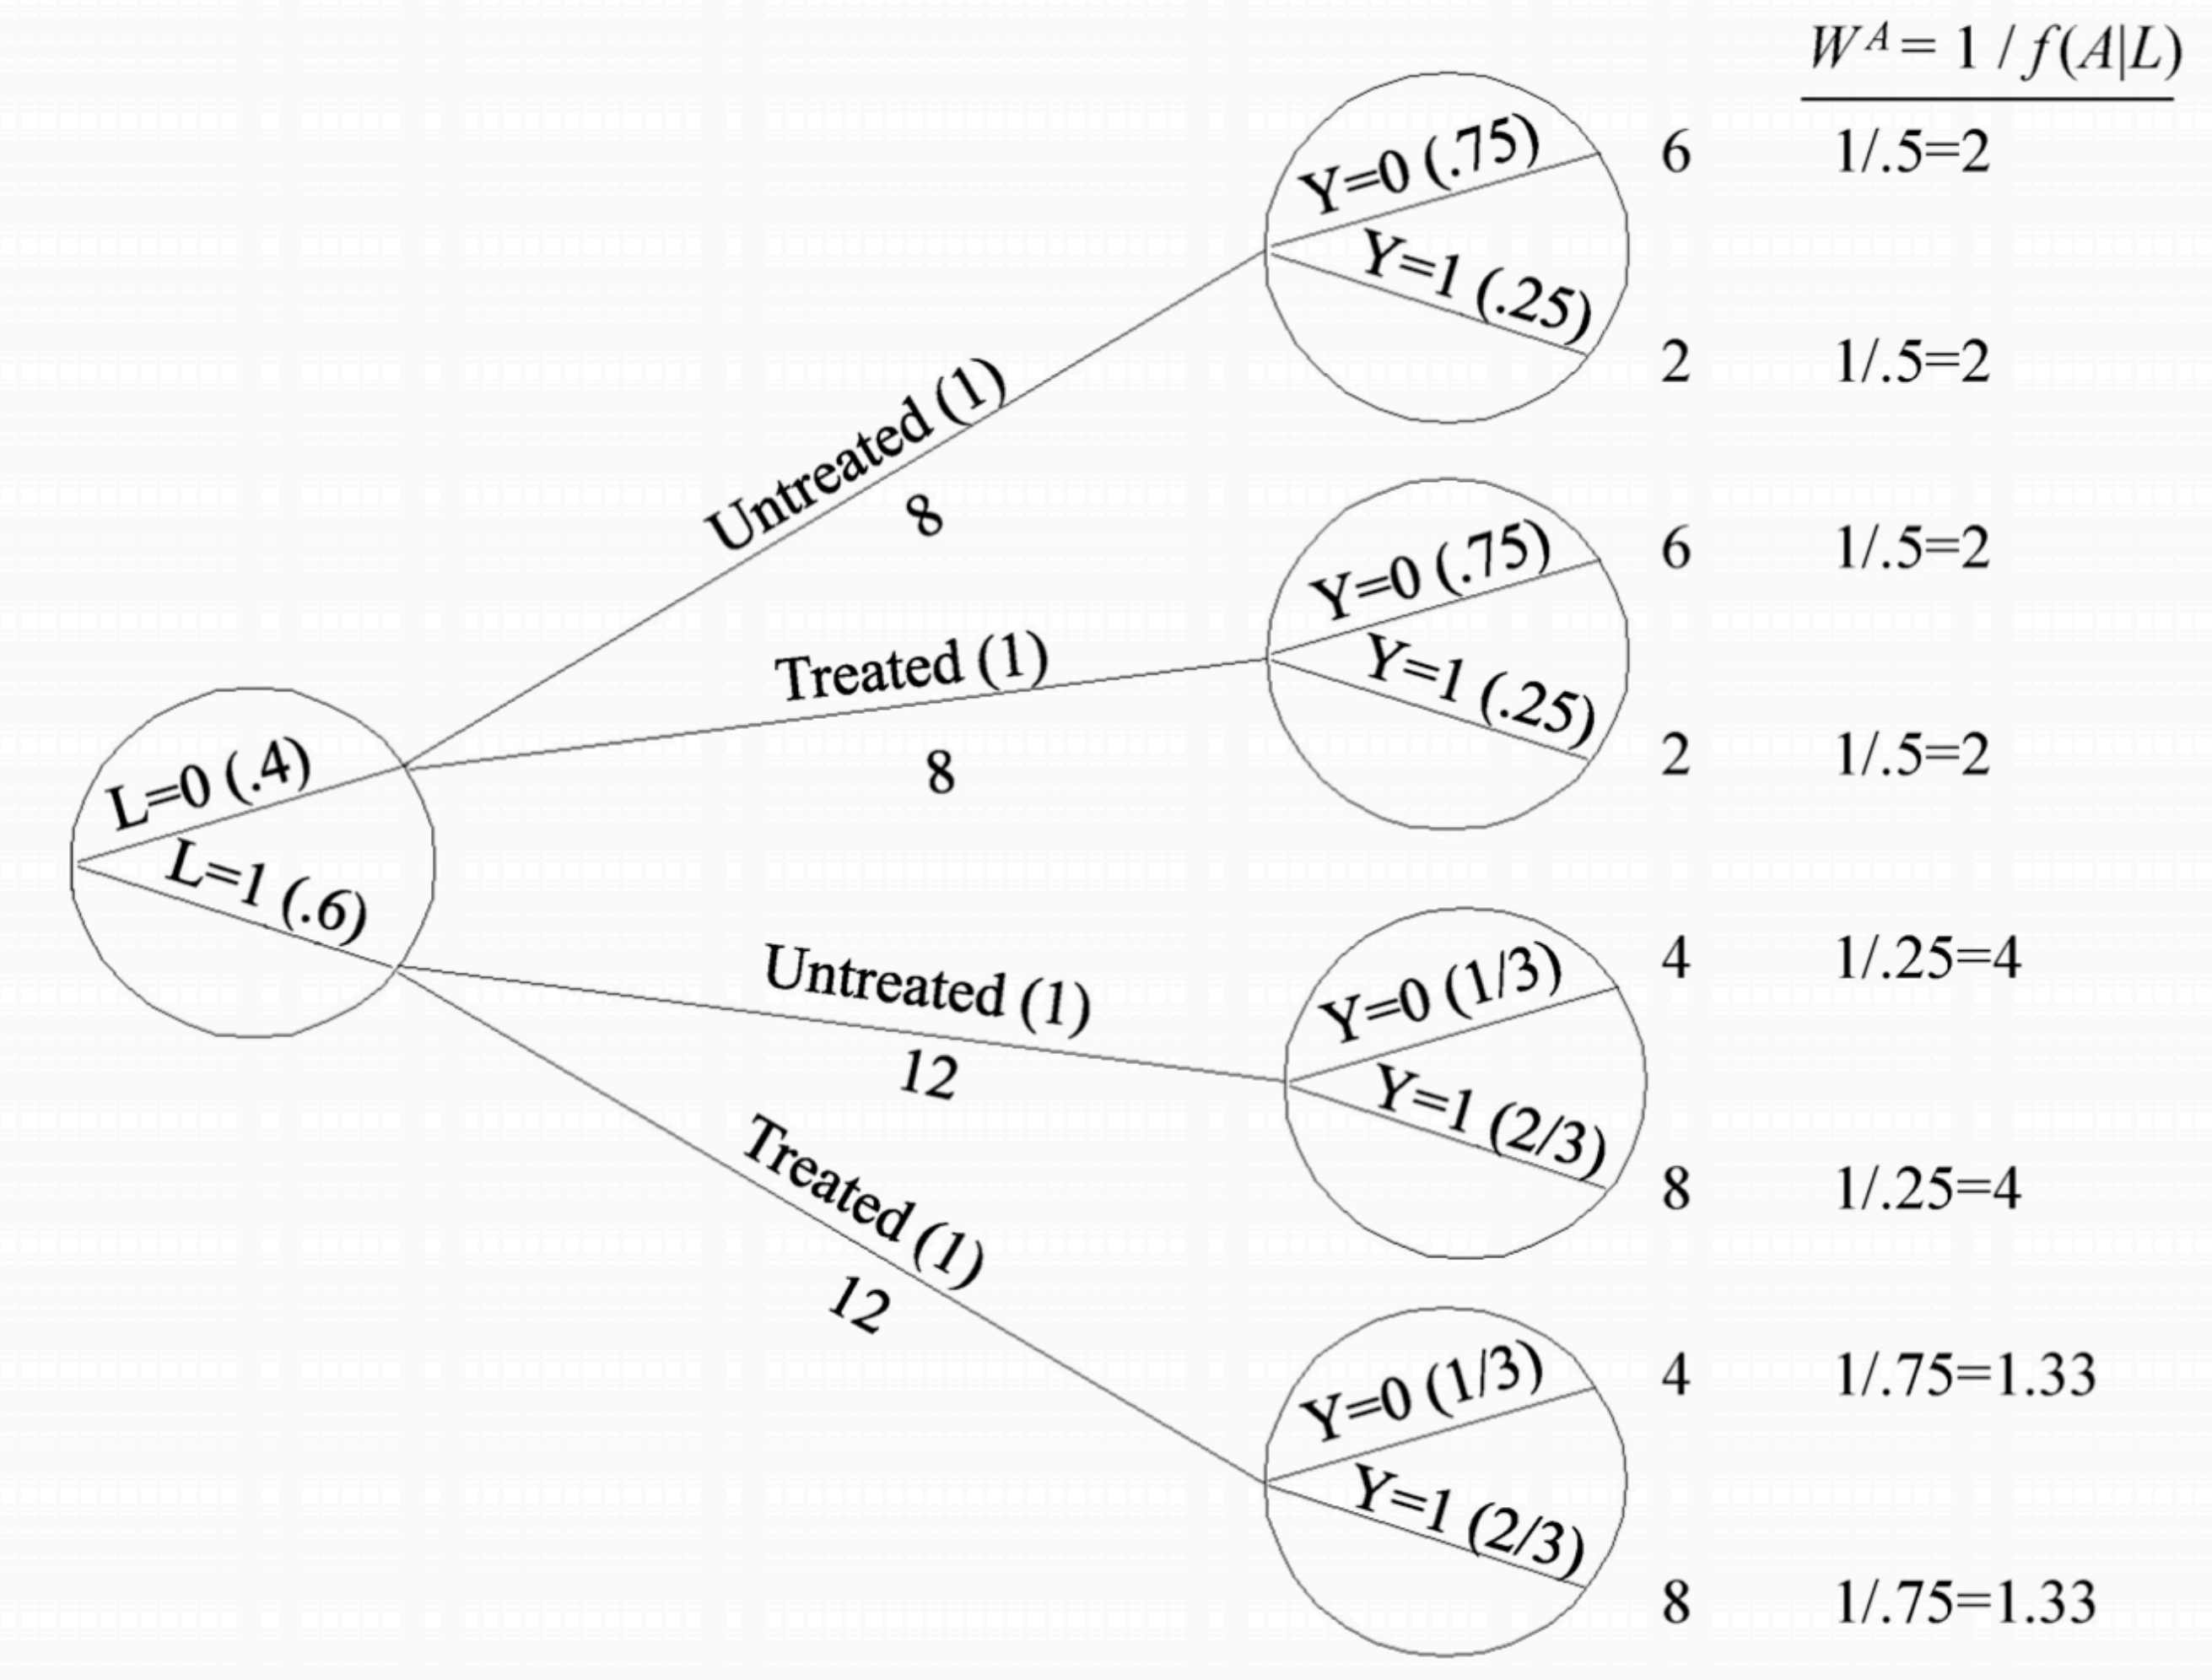 W^A = 1 / f(A|L)
Y=0 (.75)
6
1/.5=2
Y=1 (.25)
2
1/.5=2
Untreated (1)
8
Y=0 (.75)
6
1/.5=2
Treated (1)
8
Y=1 (.25)
2
1/.5=2
L=0 (.4)
L=1 (.6)
Untreated (1)
12
Y=0 (1/3)
4
1/.25=4
Y=1 (2/3)
8
1/.25=4
Treated (1)
12
Y=0 (1/3)
4
1/.75=1.33
Y=1 (2/3)
8
1/.75=1.33